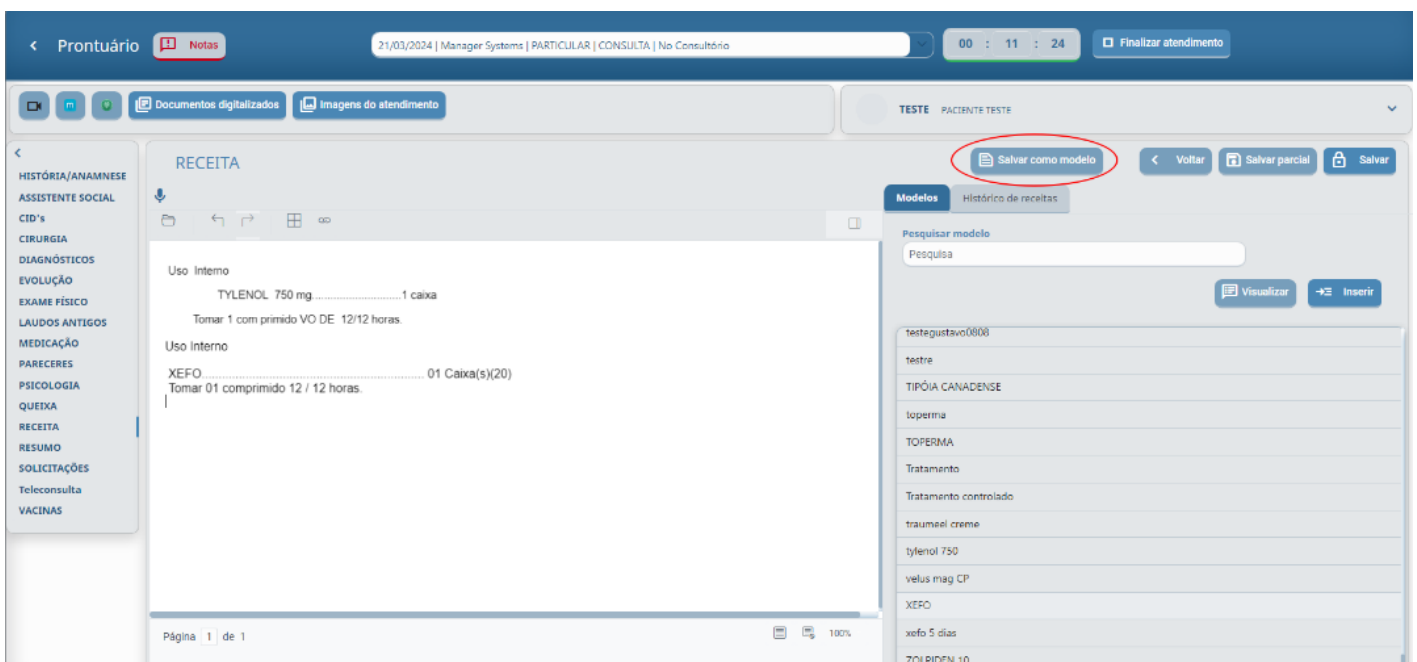 Prontuário
Notas
21/03/2024 | Manager Systems | PARTICULAR | CONSULTA | No Consultório
00 : 11 : 24
Finalizar atendimento
Documentos digitalizados
Imagens do atendimento
TESTE PACIENTE TESTE
HISTÓRIA/ANAMNESE
ASSISTENTE SOCIAL
CID's
CIRURGIA
DIAGNÓSTICOS
EVOLUÇÃO
EXAME FÍSICO
LAUDOS ANTIGOS
MEDICAÇÃO
PARECERES
PSICOLOGIA
QUEIXA
RECEITA
RESUMO
SOLICITAÇÕES
Teleconsulta
VACINAS
RECEITA
Salvar como modelo
Voltar
Salvar parcial
Salvar
Uso Interno
TYLENOL 750 mg..............................1 caixa
Tomar 1 com primido VO DE 12/12 horas.
Uso Interno
XEFO.......................................................... 01 Caixa(s)(20)
Tomar 01 comprimido 12 / 12 horas.
Página 1 de 1
100%
Modelos
Histórico de receitas
Pesquisar modelo
Pesquisa
Visualizar
Inserir
testegustavo0808
testre
TIPÓIA CANADENSE
toperma
TOPERMA
Tratamento
Tratamento controlado
traumeel creme
tylenol 750
velus mag CP
XEFO
xefo 5 dias
ZOLPIDEN 10